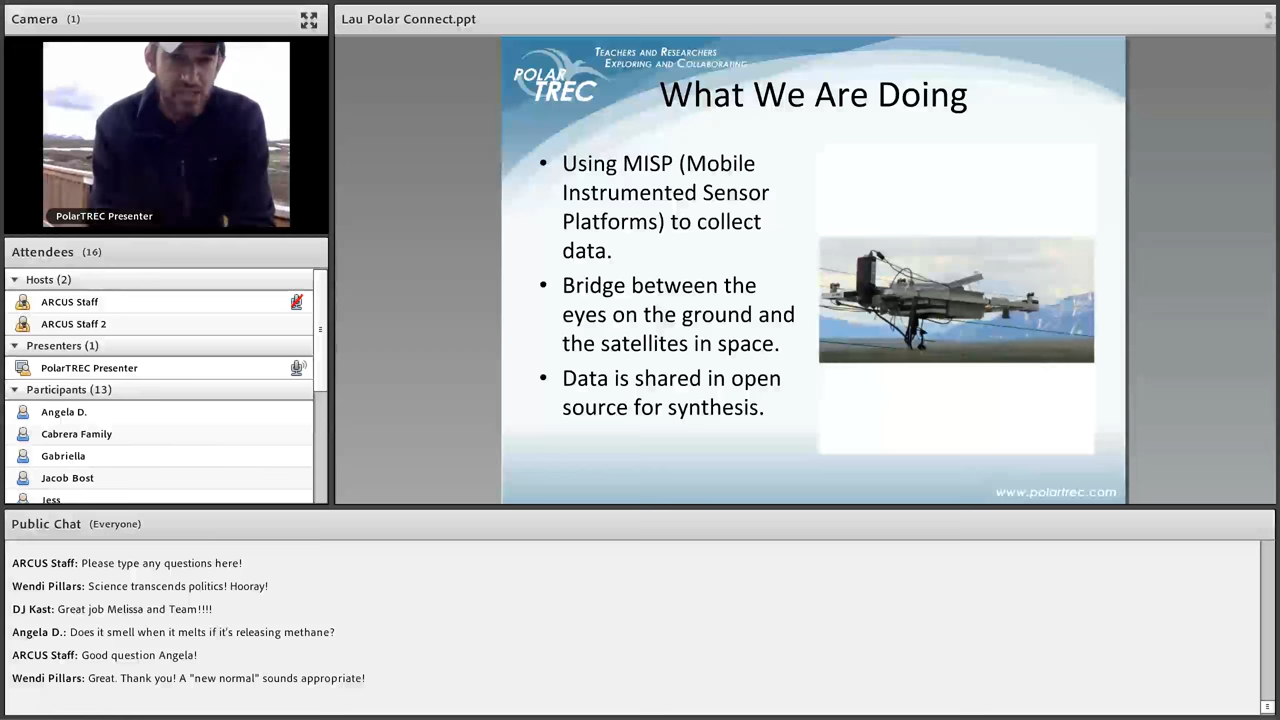 Camera (1)
PolarTREC Presenter
Attendees (16)
Hosts (2)
ARCUS Staff
ARCUS Staff 2
Presenters (1)
PolarTREC Presenter
Participants (13)
Angela D.
Cabrera Family
Gabriella
Jacob Bost
Jess
Lau Polar Connect.ppt
TEACHERS AND RESEARCHERS
EXPLORING AND COLLABORATING
POLAR
TREC
What We Are Doing
• Using MISP (Mobile
Instrumented Sensor
Platforms) to collect
data.
• Bridge between the
eyes on the ground and
the satellites in space.
• Data is shared in open
source for synthesis.
www.polartrec.com
Public Chat (Everyone)
ARCUS Staff: Please type any questions here!
Wendi Pillars: Science transcends politics! Hooray!
DJ Kast: Great job Melissa and Team!!!!
Angela D.: Does it smell when it melts if it's releasing methane?
ARCUS Staff: Good question Angela!
Wendi Pillars: Great. Thank you! A "new normal" sounds appropriate!